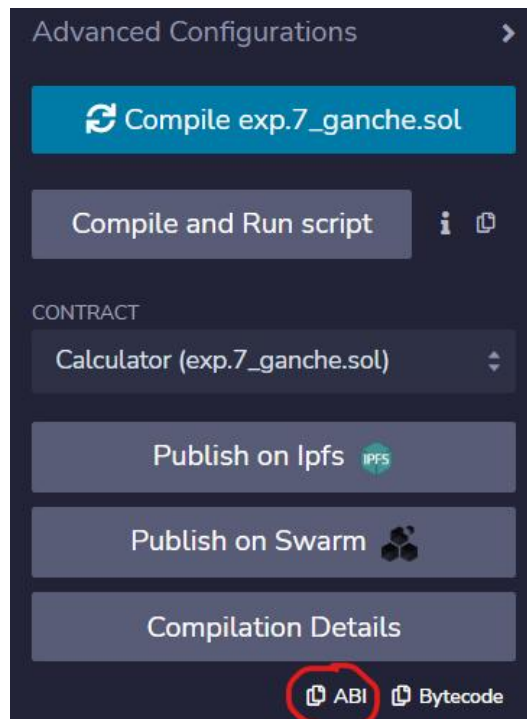 Advanced Configurations
Compile exp.7_ganche.sol
Compile and Run script
CONTRACT
Calculator (exp.7_ganche.sol)
Publish on Ipfs IPFS
Publish on Swarm
Compilation Details
ABI Bytecode